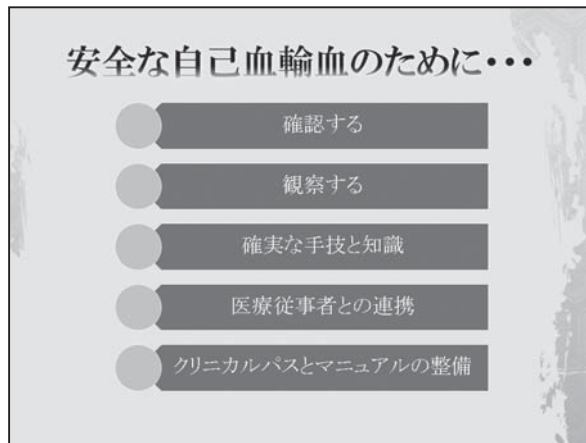 安全な自己血輸血のために・・・
確認する
観察する
確実な手技と知識
医療従事者との連携
クリニカルパスとマニュアルの整備